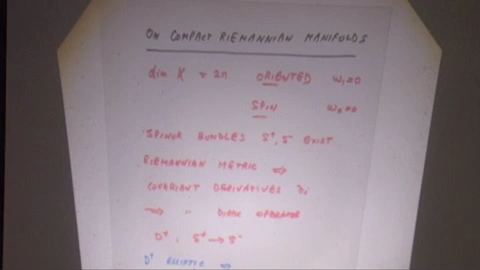 ON COMPACT RIEMANNIAN MANIFOLDS
dim X = 2n ORIENTED W₁=0
SPIN W₂=0
SPINOR BUNDLES S⁺, S⁻ EXIST
RIEMANNIAN METRIC ⇒
COVARIANT DERIVATIVES ∂ᵢ
⇒ DIRAC OPERATOR
D⁺: S⁺→S⁻
D⁺ ELLIPTIC ⇒